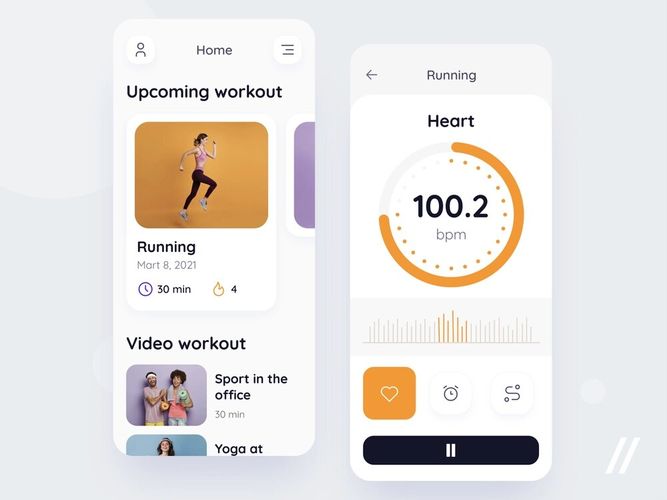 Home
Upcoming workout
Running
Mart 8, 2021
30 min
4
Video workout
Sport in the
office
30 min
Yoga at
Running
Heart
100.2
bpm